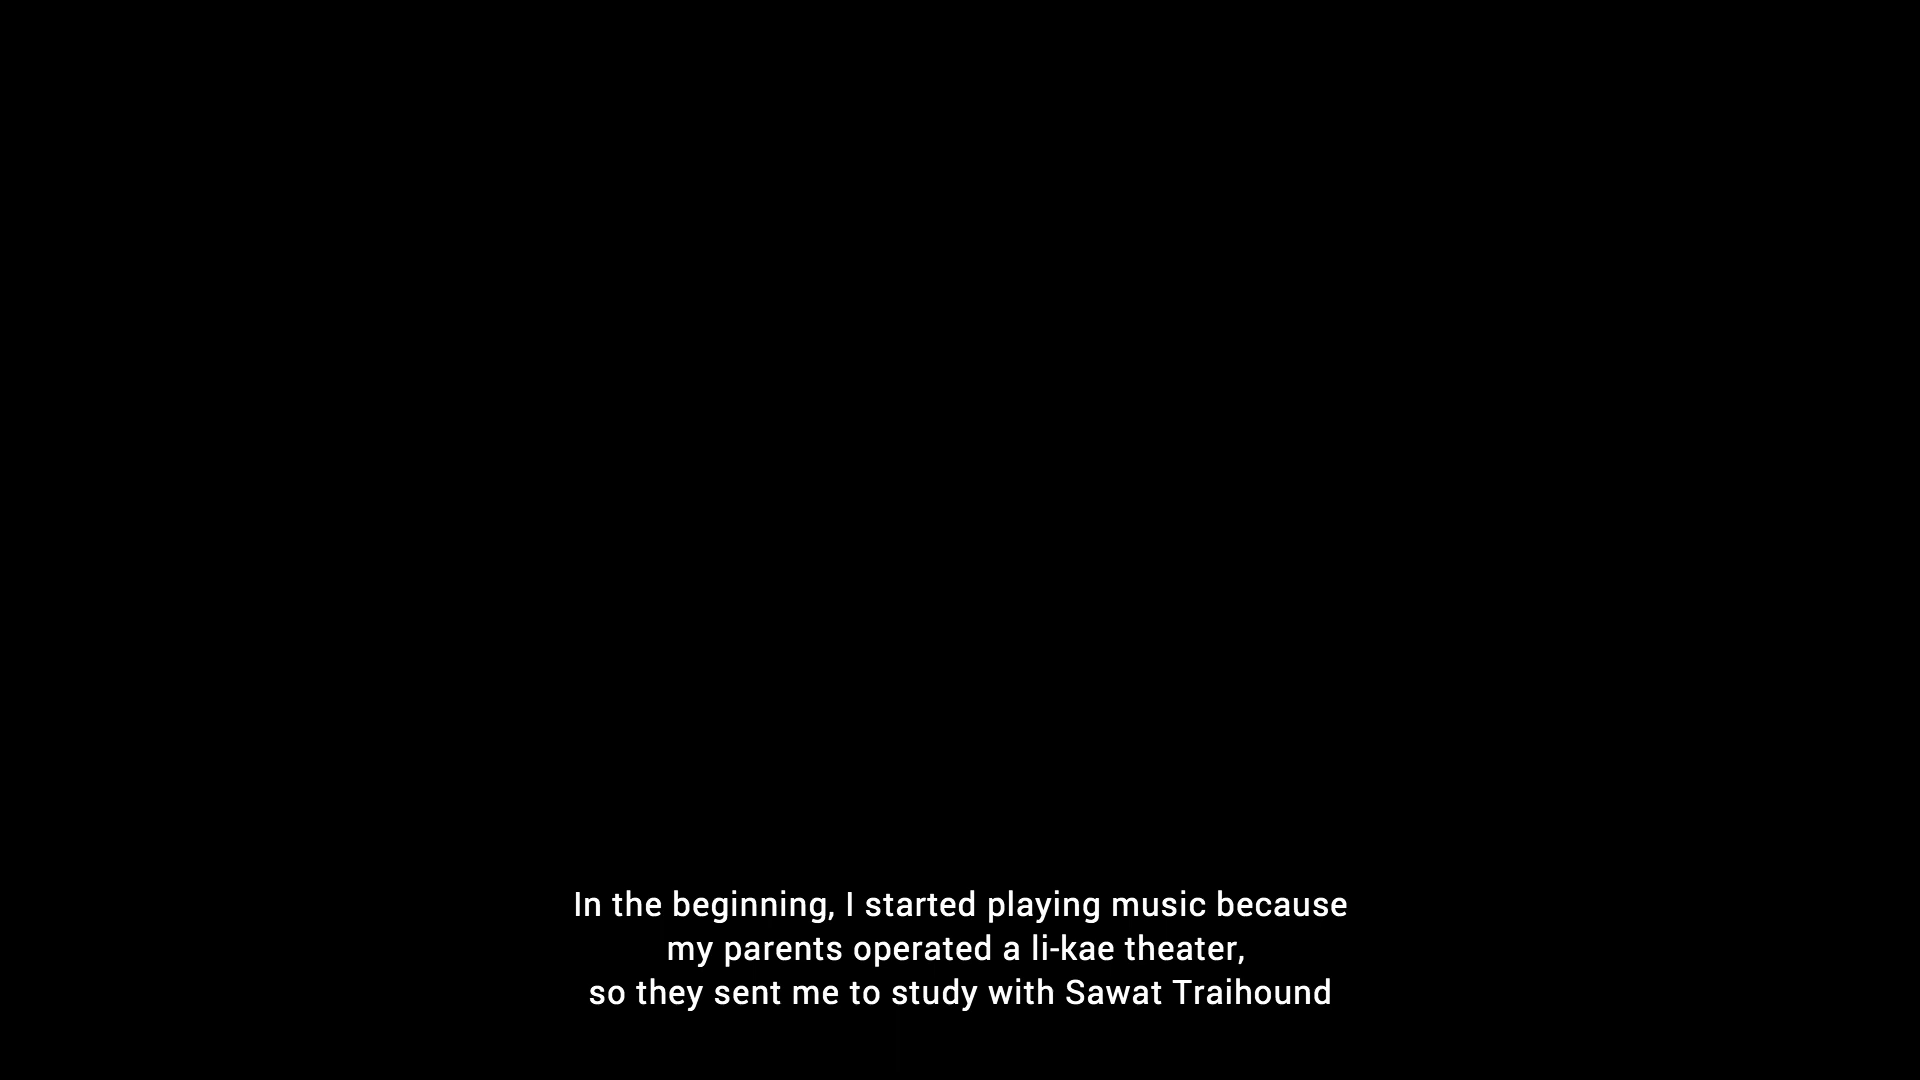 In the beginning, I started playing music because
my parents operated a li-kae theater,
so they sent me to study with Sawat Traihound